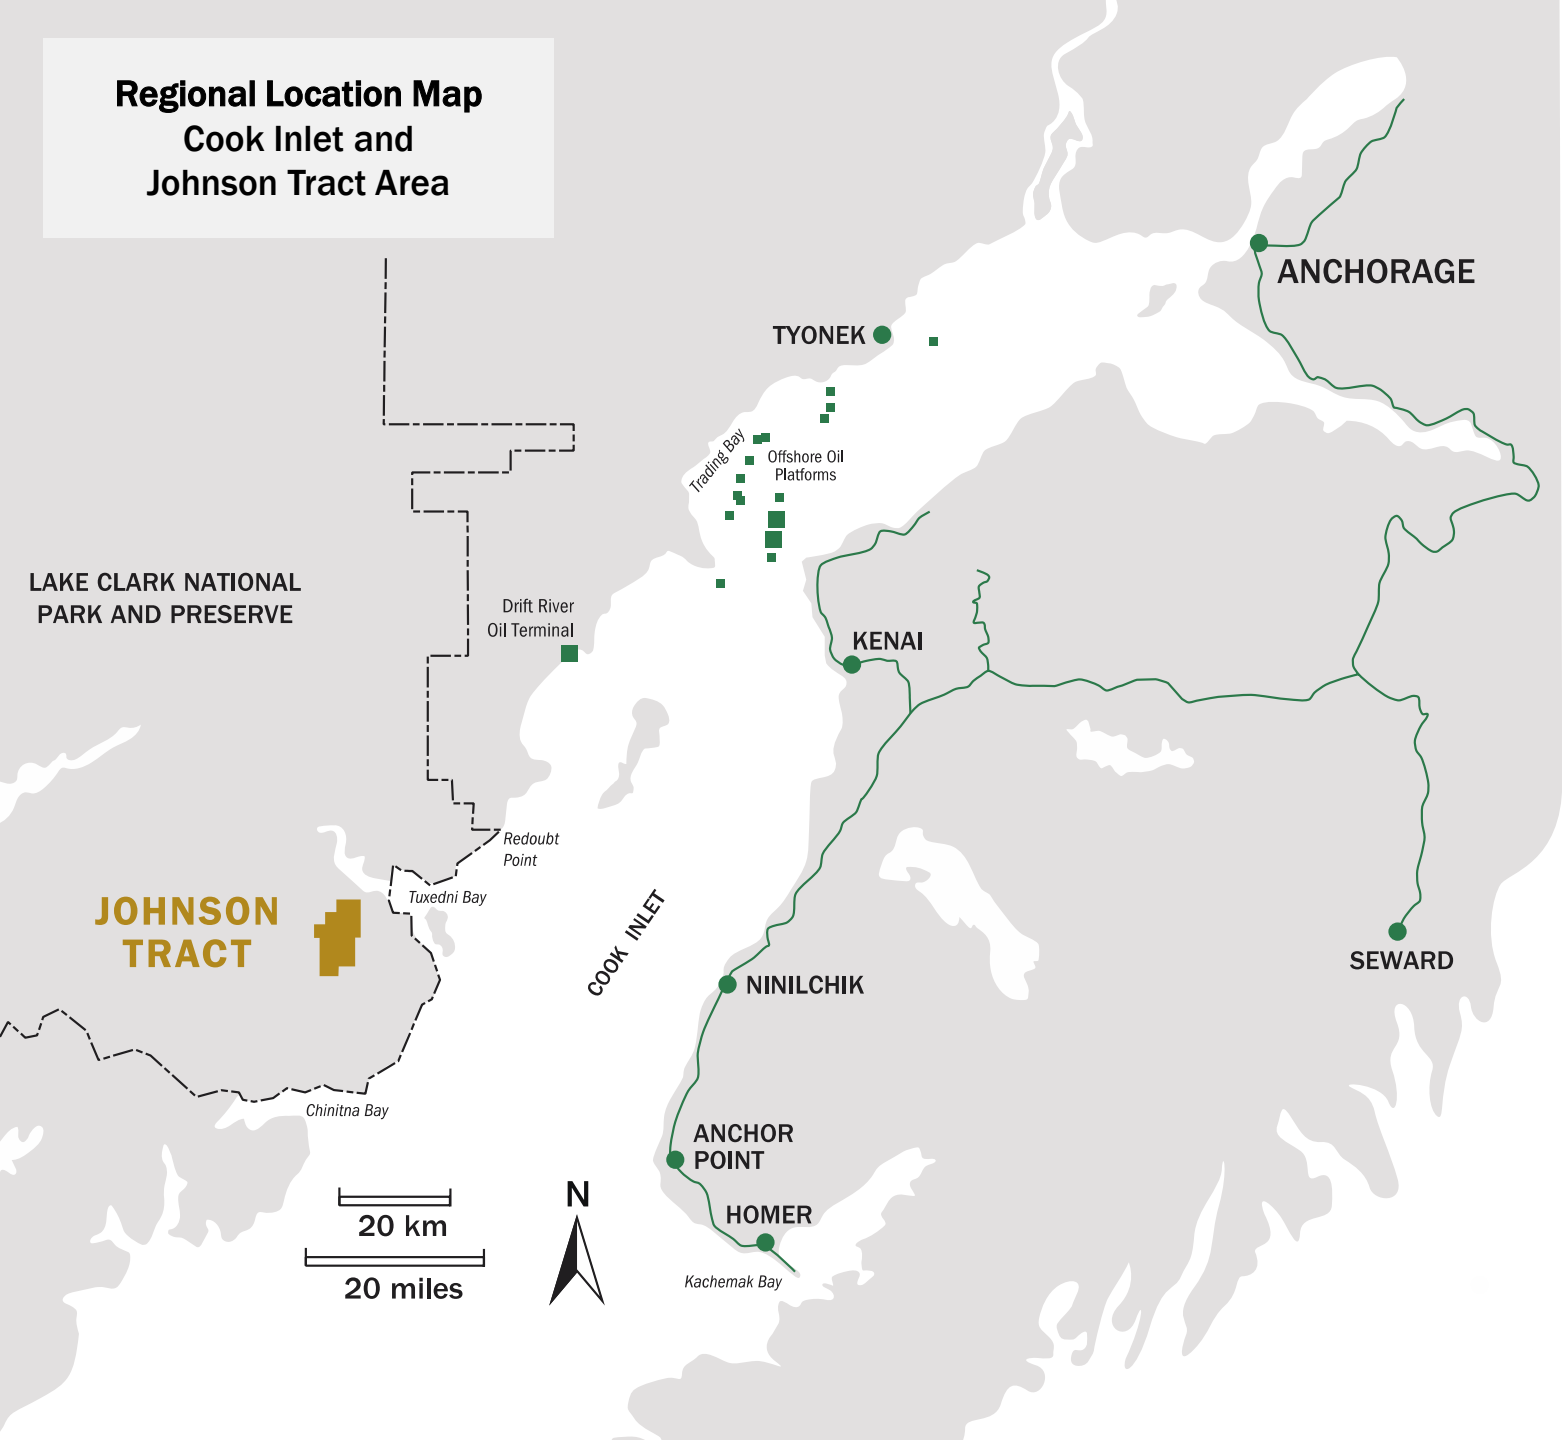 Regional Location Map
Cook Inlet and
Johnson Tract Area
ANCHORAGE
TYONEK
Trading Bay
Offshore Oil
Platforms
LAKE CLARK NATIONAL
PARK AND PRESERVE
Drift River
Oil Terminal
KENAI
Redoubt
Point
Tuxedni Bay
JOHNSON
TRACT
COOK INLET
SEWARD
NINILCHIK
Chinitna Bay
ANCHOR
POINT
HOMER
Kachemak Bay
N
20 km
20 miles